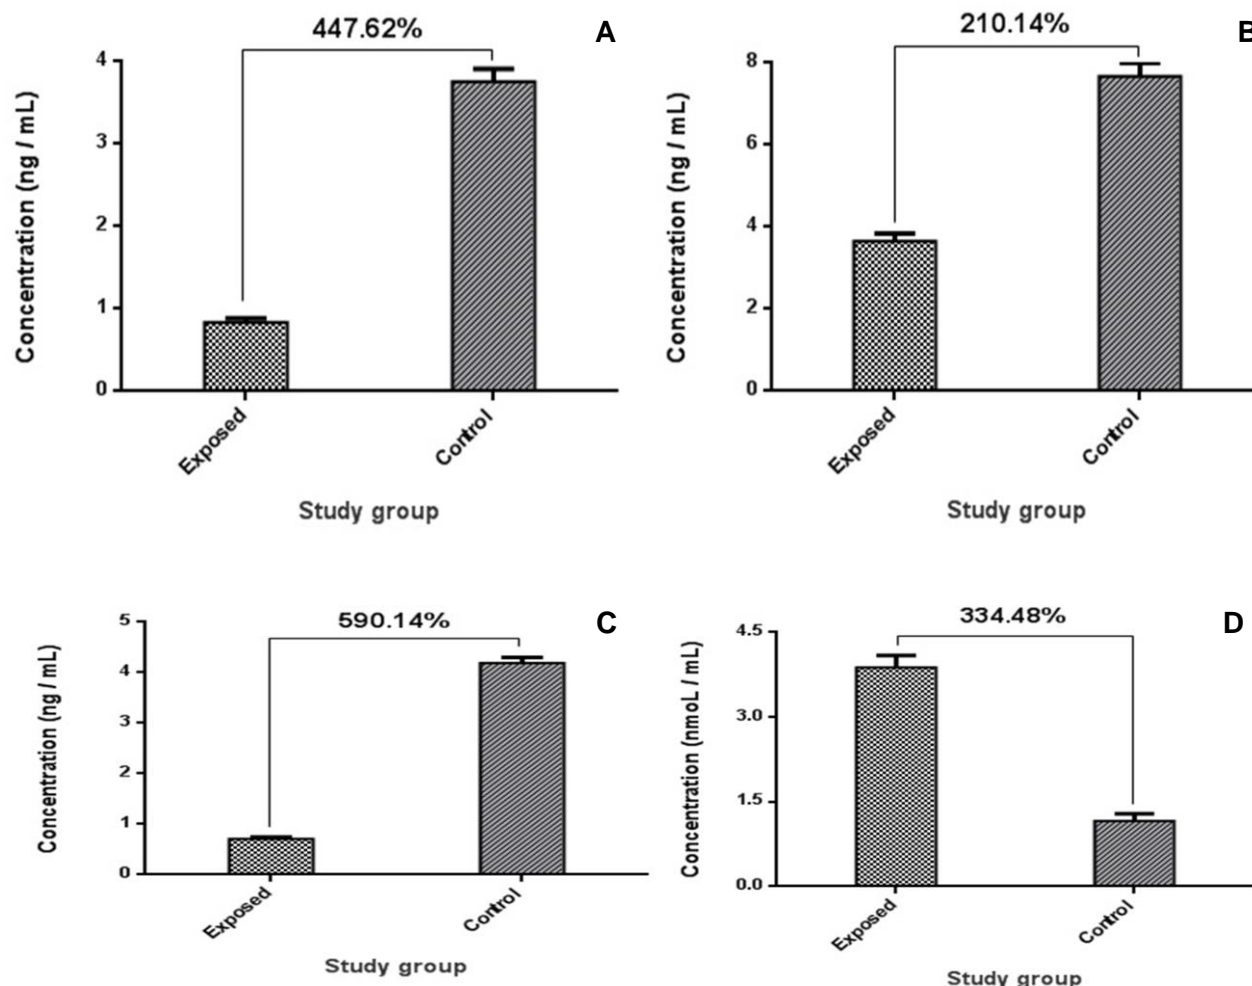 447.62%
A
Concentration (ng / mL)
4
3
2
1
0
Exposed
Control
Study group
210.14%
B
Concentration (ng / mL)
8
6
4
2
0
Exposed
Control
Study group
590.14%
C
Concentration (ng / mL)
5
4
3
2
1
0
Exposed
Control
Study group
334.48%
D
Concentration (nmoL / mL)
4.5
3.0
1.5
0.0
Exposed
Control
Study group